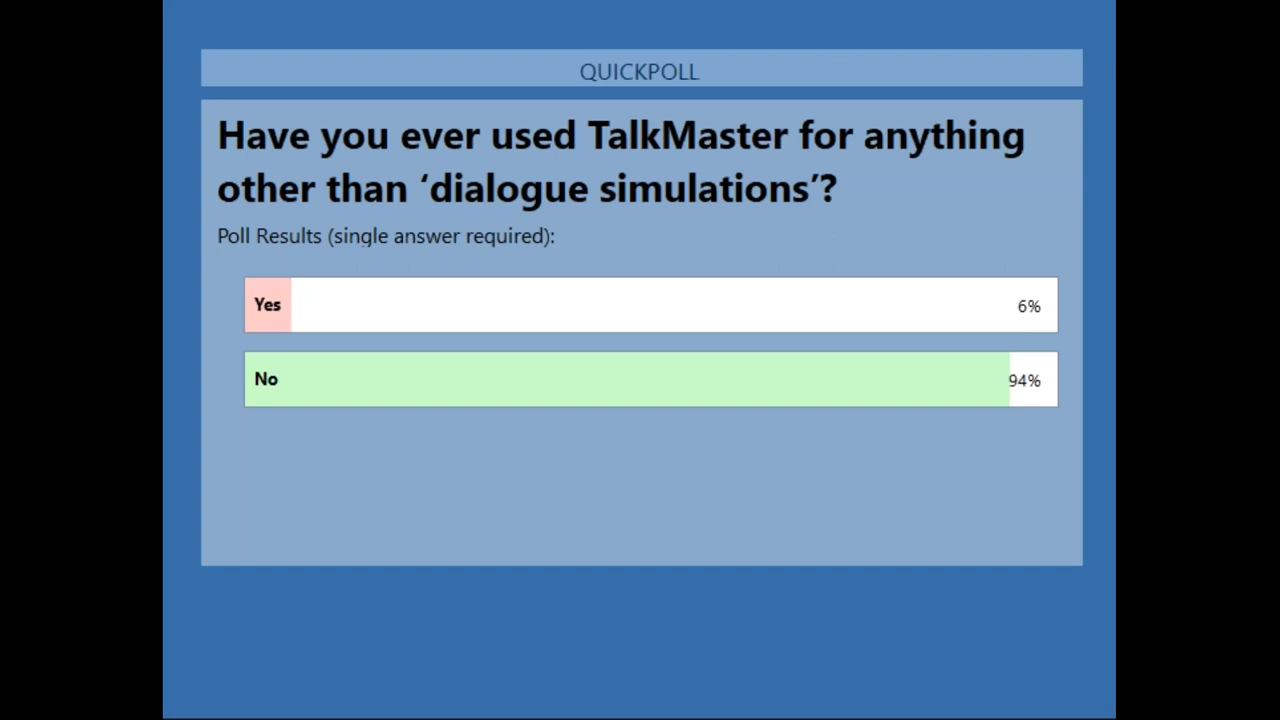 QUICKPOLL
Have you ever used TalkMaster for anything
other than ‘dialogue simulations’?
Poll Results (single answer required):
Yes 6%
No 94%